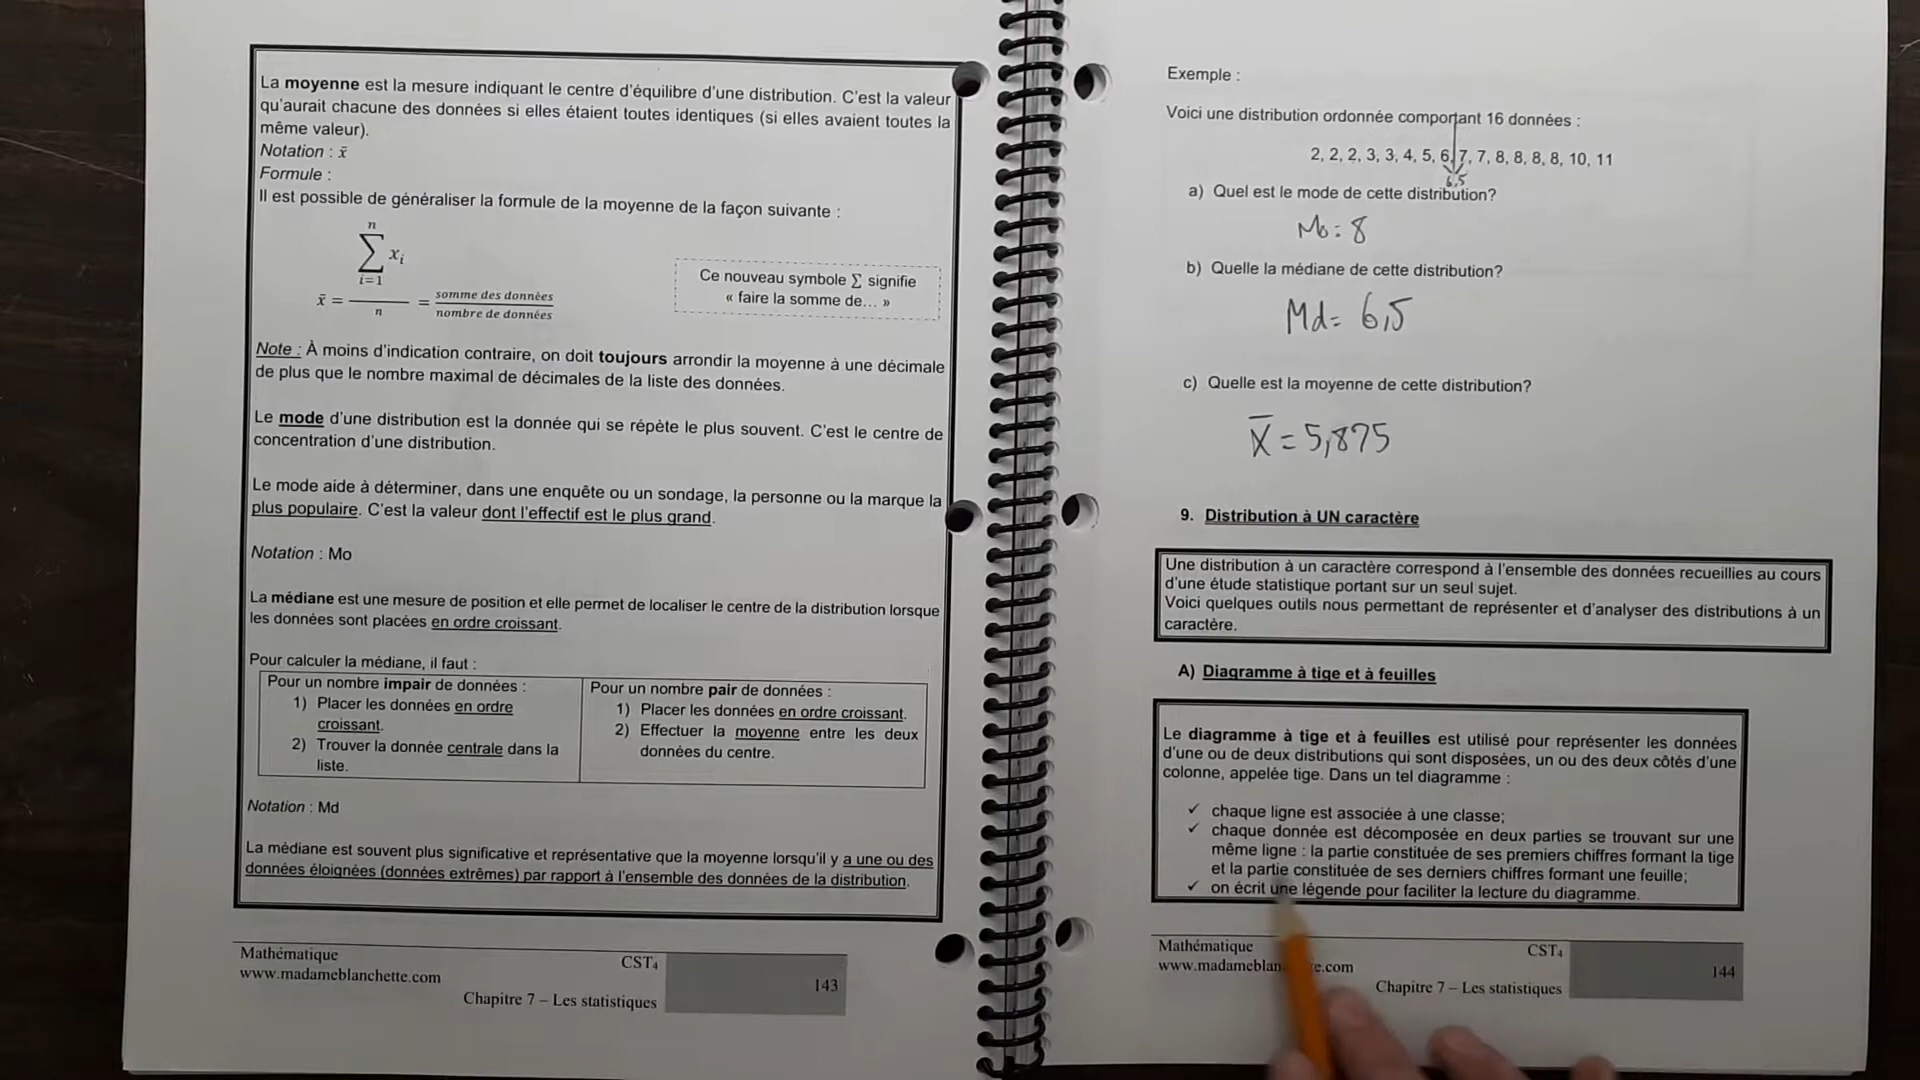 La moyenne est la mesure indiquant le centre d'équilibre d'une distribution. C'est la valeur
qu'aurait chacune des données si elles étaient toutes identiques (si elles avaient toutes la
même valeur).
Notation : x̄
Formule :
Il est possible de généraliser la formule de la moyenne de la façon suivante :
n
∑ xᵢ
i=1
x̄ = ―― = somme des données
n nombre de données
Ce nouveau symbole ∑ signifie
« faire la somme de… »
Note : À moins d'indication contraire, on doit toujours arrondir la moyenne à une décimale
de plus que le nombre maximal de décimales de la liste des données.
Le mode d'une distribution est la donnée qui se répète le plus souvent. C'est le centre de
concentration d'une distribution.
Le mode aide à déterminer, dans une enquête ou un sondage, la personne ou la marque la
plus populaire. C'est la valeur dont l'effectif est le plus grand.
Notation : Mo
La médiane est une mesure de position et elle permet de localiser le centre de la distribution lorsque
les données sont placées en ordre croissant.
Pour calculer la médiane, il faut :
Pour un nombre impair de données :
1) Placer les données en ordre
croissant.
2) Trouver la donnée centrale dans la
liste.
Pour un nombre pair de données :
1) Placer les données en ordre croissant.
2) Effectuer la moyenne entre les deux
données du centre.
Notation : Md
La médiane est souvent plus significative et représentative que la moyenne lorsqu'il y a une ou des
données éloignées (données extrêmes) par rapport à l'ensemble des données de la distribution.
Mathématique
CST₄
www.madameblanchette.com
143
Chapitre 7 – Les statistiques
Exemple :
Voici une distribution ordonnée comportant 16 données :
2, 2, 2, 3, 3, 4, 5, 6, 7, 7, 8, 8, 8, 8, 10, 11
6,5
a) Quel est le mode de cette distribution?
Mo = 8
b) Quelle la médiane de cette distribution?
Md = 6,5
c) Quelle est la moyenne de cette distribution?
X̄ = 5,875
9. Distribution à UN caractère
Une distribution à un caractère correspond à l'ensemble des données recueillies au cours
d'une étude statistique portant sur un seul sujet.
Voici quelques outils nous permettant de représenter et d'analyser des distributions à un
caractère.
A) Diagramme à tige et à feuilles
Le diagramme à tige et à feuilles est utilisé pour représenter les données
d'une ou de deux distributions qui sont disposées, un ou des deux côtés d'une
colonne, appelée tige. Dans un tel diagramme :
✓ chaque ligne est associée à une classe;
✓ chaque donnée est décomposée en deux parties se trouvant sur une
même ligne : la partie constituée de ses premiers chiffres formant la tige
et la partie constituée de ses derniers chiffres formant une feuille;
✓ on écrit une légende pour faciliter la lecture du diagramme.
Mathématique
CST₄
www.madameblan te.com
144
Chapitre 7 – Les statistiques